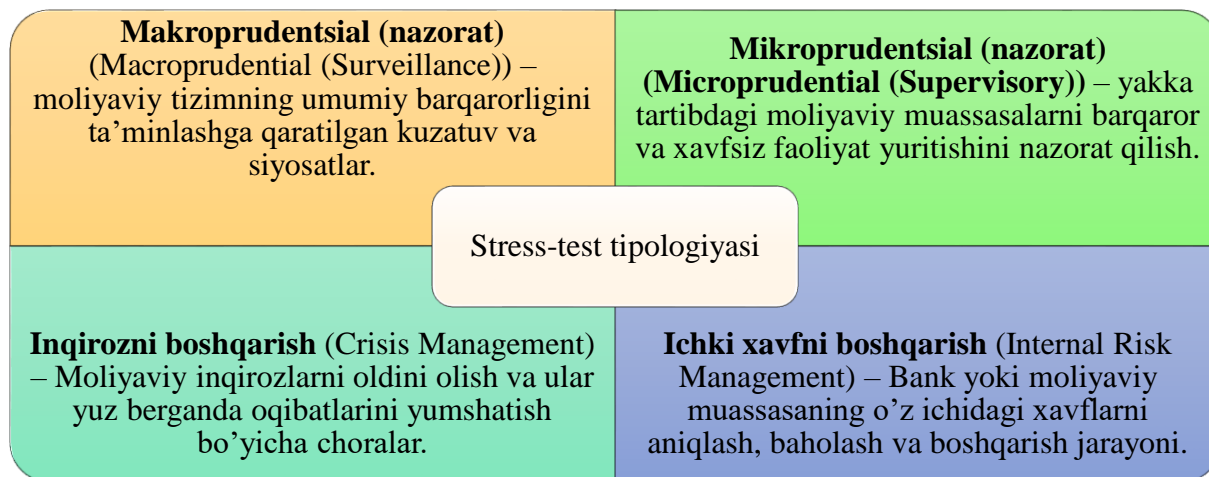 Makroprudentsial (nazorat)
(Macroprudential (Surveillance)) –
moliyaviy tizimning umumiy barqarorligini
ta’minlashga qaratilgan kuzatuv va
siyosatlar.
Mikroprudentsial (nazorat)
(Microprudential (Supervisory)) – yakka
tartibdagi moliyaviy muassasalarni barqaror
va xavfsiz faoliyat yuritishini nazorat qilish.
Stress-test tipologiyasi
Inqirozni boshqarish (Crisis Management)
– Moliyaviy inqirozlarni oldini olish va ular
yuz berganda oqibatlarini yumshatish
bo’yicha choralar.
Ichki xavfni boshqarish (Internal Risk
Management) – Bank yoki moliyaviy
muassasaning o’z ichidagi xavflarni
aniqlash, baholash va boshqarish jarayoni.